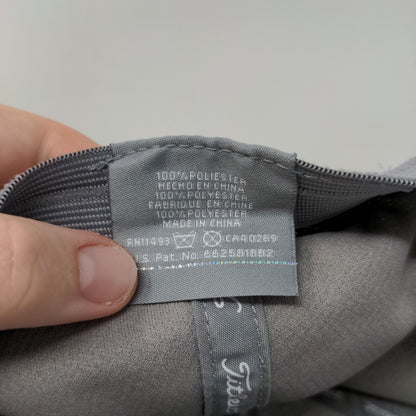 100% POLIESTER
HECHO EN CHINA
100% POLYESTER
FABRIQUE EN CHINE
100% POLYESTER
MADE IN CHINA
RN11493 CA40289
U.S. Pat. No.
Titlei